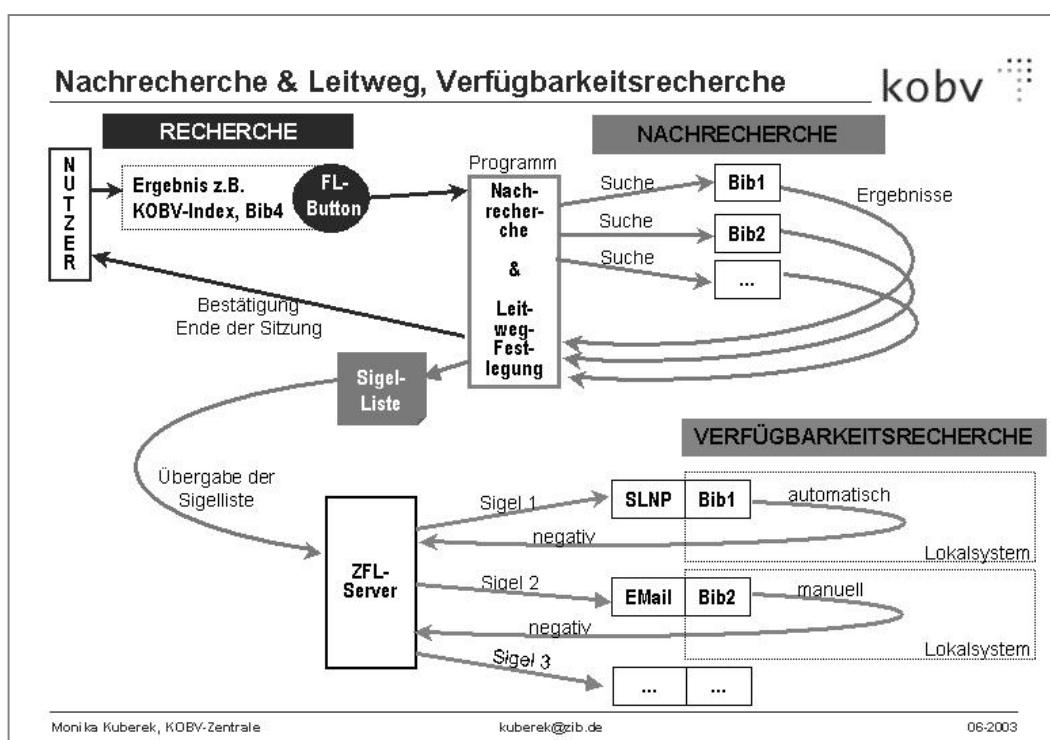 Nachrecherche & Leitweg, Verfügbarkeitsrecherche
kobv
RECHERCHE
NACHRECHERCHE
NUTZER
Ergebnis z.B.
KOBV-Index, Bib4
FL-
Button
Programm
Nach-
recher-
che
&
Leit-
weg-
Fest-
legung
Suche
Bib1
Suche
Bib2
Suche
...
Ergebnisse
Bestätigung
Ende der Sitzung
Sigel-
Liste
Übergabe der
Sigelliste
VERFÜGBARKEITSRECHERCHE
ZFL-
Server
Sigel 1
SLNP
Bib1
automatisch
negativ
Lokalsystem
Sigel 2
EMail
Bib2
manuell
negativ
Lokalsystem
Sigel 3
...
...
Monika Kuberek, KOBV-Zentrale
kuberek@zib.de
06-2003